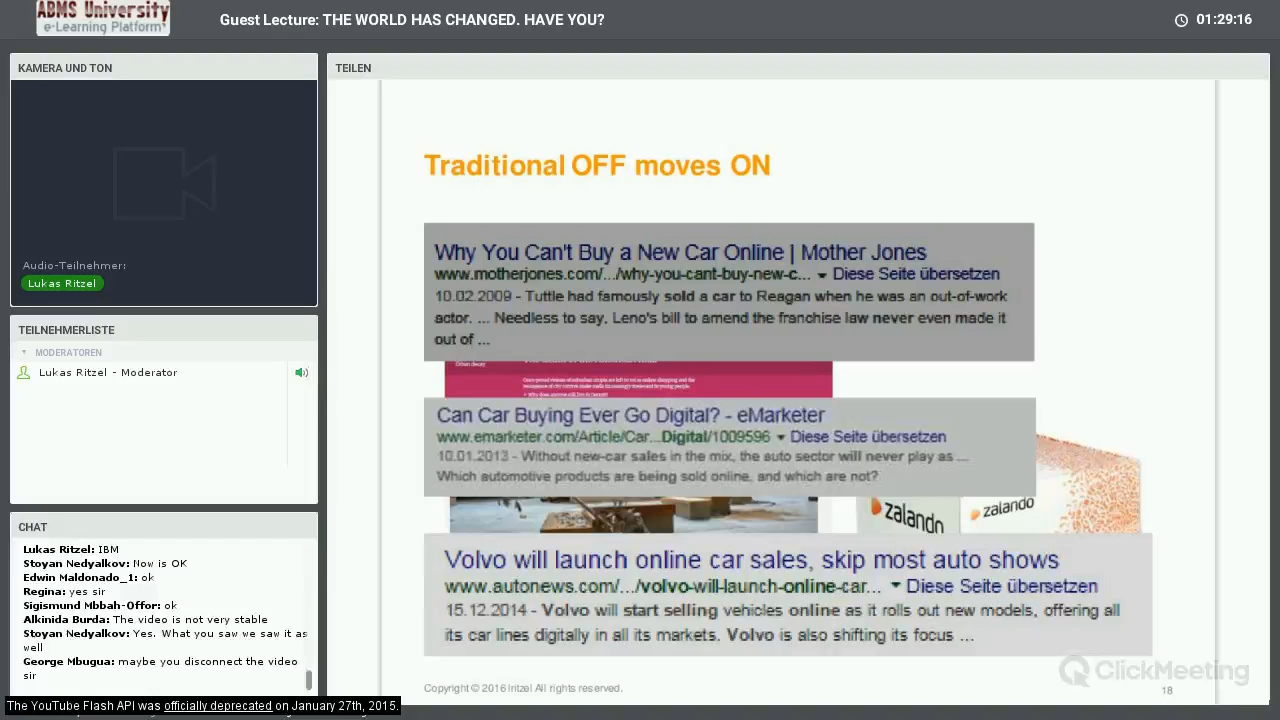 ABMS University
e-Learning Platform
Guest Lecture: THE WORLD HAS CHANGED. HAVE YOU?
01:29:16
KAMERA UND TON
Audio-Teilnehmer:
Lukas Ritzel
TEILNEHMERLISTE
MODERATOREN
Lukas Ritzel - Moderator
CHAT
Lukas Ritzel: IBM
Stoyan Nedyalkov: Now is OK
Edwin Maldonado_1: ok
Regina: yes sir
Sigismund Mbbah-Offor: ok
Alkinida Burda: The video is not very stable
Stoyan Nedyalkov: Yes. What you saw we saw it as
well
George Mbugua: maybe you disconnect the video
sir
The YouTube Flash API was officially deprecated on January 27th, 2015.
TEILEN
Traditional OFF moves ON
Why You Can't Buy a New Car Online | Mother Jones
www.motherjones.com/.../why-you-cant-buy-new-c... Diese Seite übersetzen
10.02.2009 - Tuttle had famously sold a car to Reagan when he was an out-of-work
actor. ... Needless to say, Leno's bill to amend the franchise law never even made it
out of ...
Can Car Buying Ever Go Digital? - eMarketer
www.emarketer.com/Article/Car...Digital/1009596 Diese Seite übersetzen
10.01.2013 - Without new-car sales in the mix, the auto sector will never play as ...
Which automotive products are being sold online, and which are not?
zalando
zalando
Volvo will launch online car sales, skip most auto shows
www.autonews.com/.../volvo-will-launch-online-car... Diese Seite übersetzen
15.12.2014 - Volvo will start selling vehicles online as it rolls out new models, offering all
its car lines digitally in all its markets. Volvo is also shifting its focus ...
ClickMeeting
Copyright © 2016 lritzel All rights reserved.
18